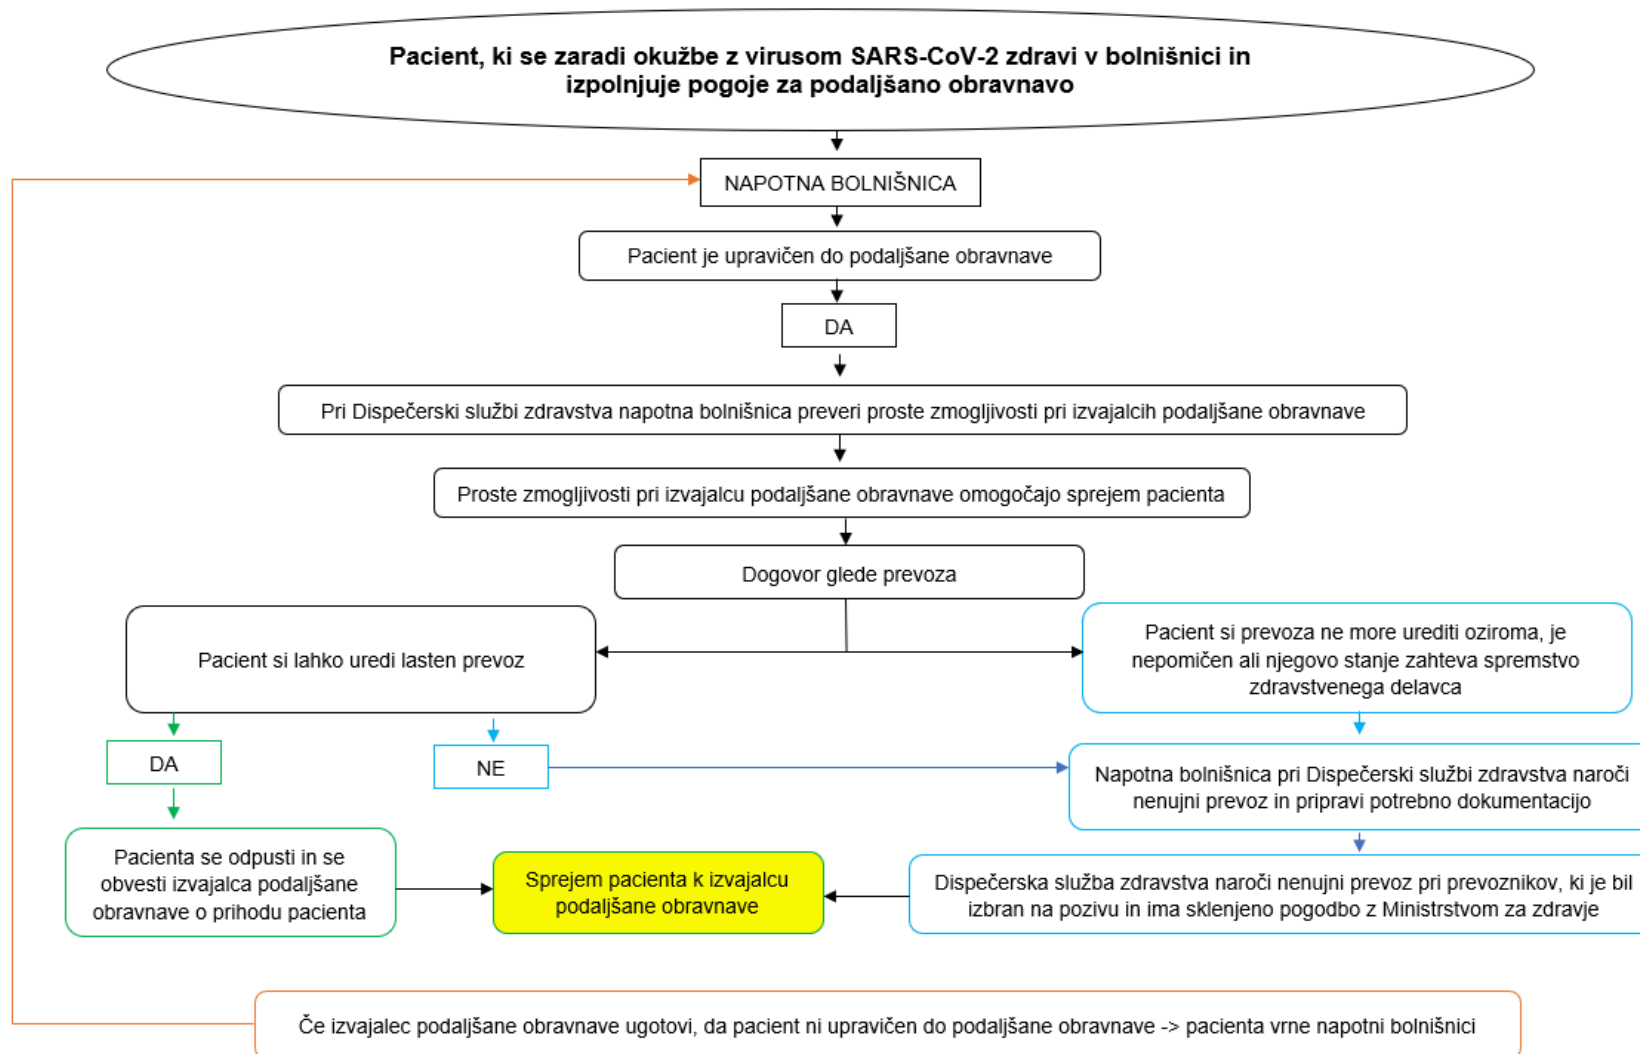 Pacient, ki se zaradi okužbe z virusom SARS-CoV-2 zdravi v bolnišnici in
izpolnjuje pogoje za podaljšano obravnavo
NAPOTNA BOLNIŠNICA
Pacient je upravičen do podaljšane obravnave
DA
Pri Dispečerski službi zdravstva napotna bolnišnica preveri proste zmogljivosti pri izvajalcih podaljšane obravnave
Proste zmogljivosti pri izvajalcu podaljšane obravnave omogočajo sprejem pacienta
Dogovor glede prevoza
Pacient si lahko uredi lasten prevoz
Pacient si prevoza ne more urediti oziroma, je
nepomičen ali njegovo stanje zahteva spremstvo
zdravstvenega delavca
DA
NE
Napotna bolnišnica pri Dispečerski službi zdravstva naroči
nenujni prevoz in pripravi potrebno dokumentacijo
Pacienta se odpusti in se
obvesti izvajalca podaljšane
obravnave o prihodu pacienta
Sprejem pacienta k izvajalcu
podaljšane obravnave
Dispečerska služba zdravstva naroči nenujni prevoz pri prevoznikov, ki je bil
izbran na pozivu in ima sklenjeno pogodbo z Ministrstvom za zdravje
Če izvajalec podaljšane obravnave ugotovi, da pacient ni upravičen do podaljšane obravnave -> pacienta vrne napotni bolnišnici